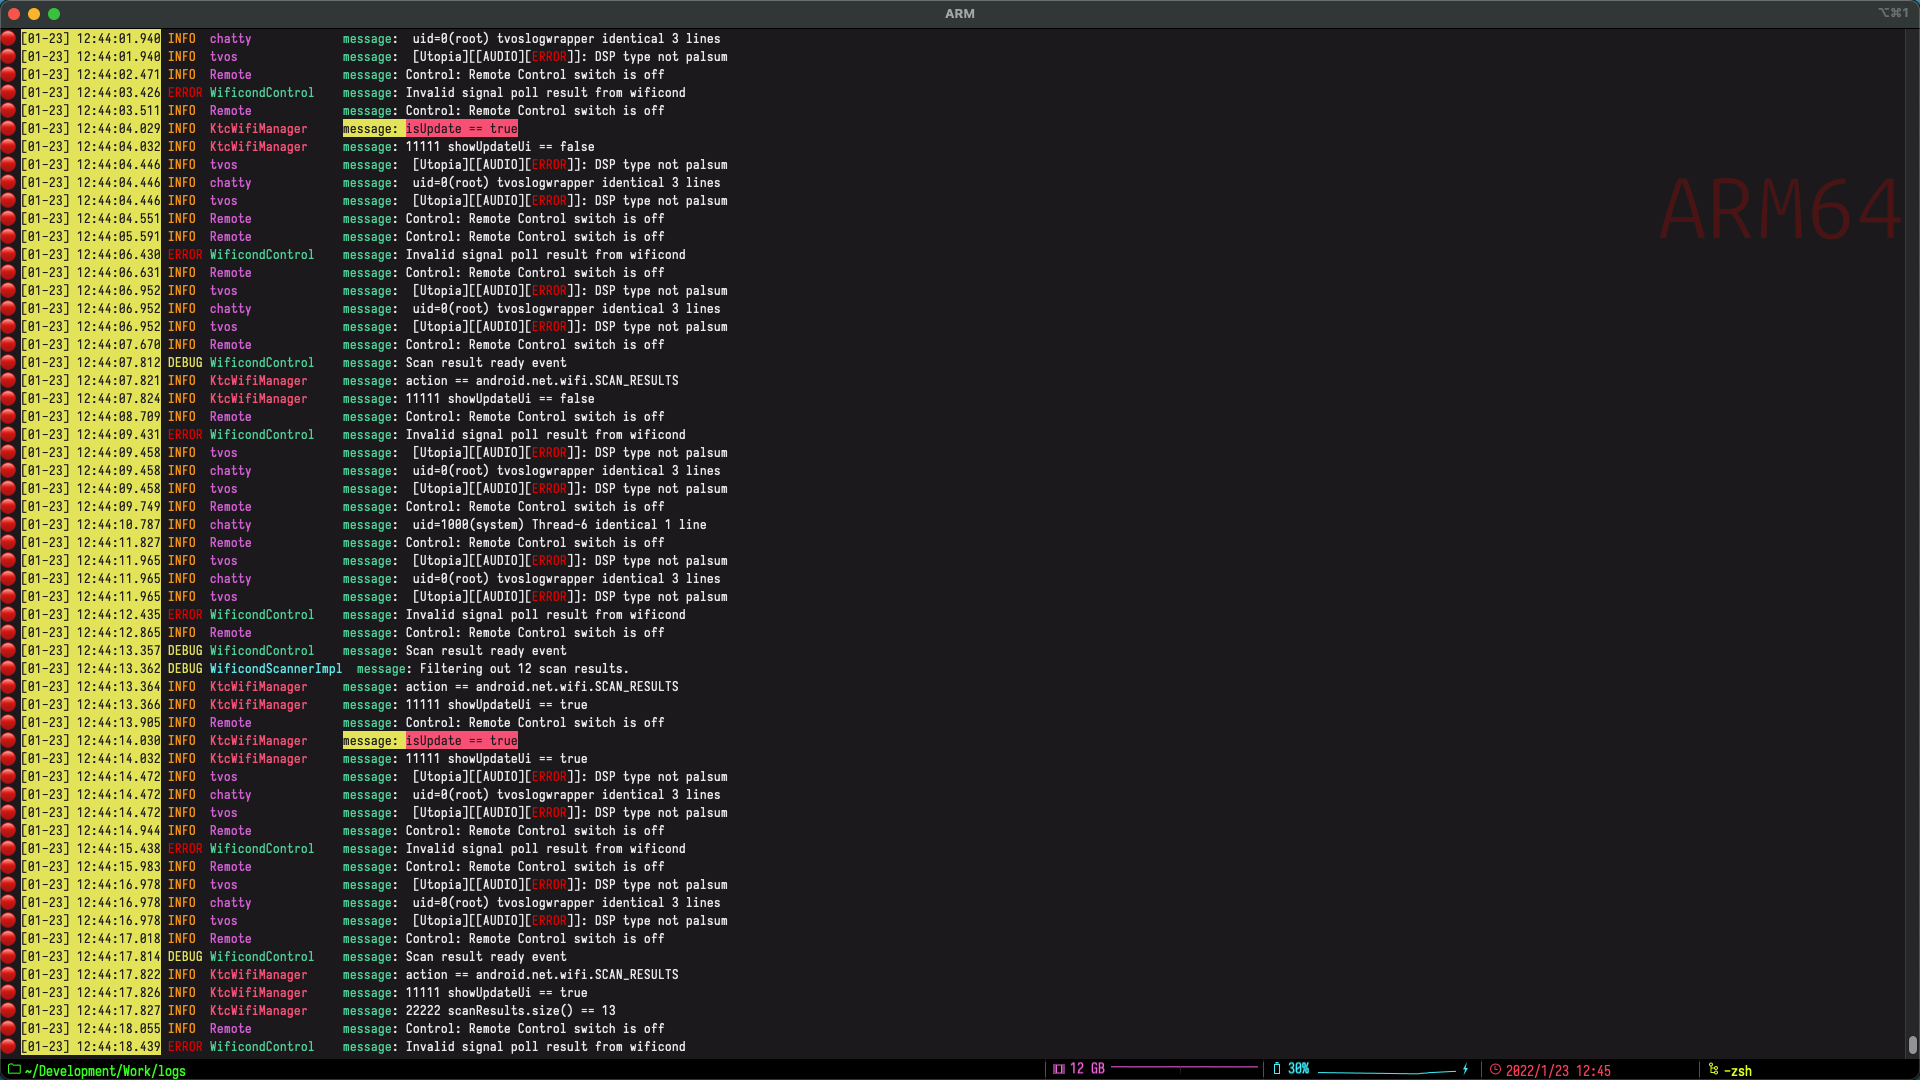 ARM
⌥⌘1
[01-23] 12:44:01.940 INFO chatty message: uid=0(root) tvoslogwrapper identical 3 lines
[01-23] 12:44:01.940 INFO tvos message: [Utopia][[AUDIO][ERROR]]: DSP type not palsum
[01-23] 12:44:02.471 INFO Remote message: Control: Remote Control switch is off
[01-23] 12:44:03.426 ERROR WificondControl message: Invalid signal poll result from wificond
[01-23] 12:44:03.511 INFO Remote message: Control: Remote Control switch is off
[01-23] 12:44:04.029 INFO KtcWifiManager message: isUpdate == true
[01-23] 12:44:04.032 INFO KtcWifiManager message: 11111 showUpdateUi == false
[01-23] 12:44:04.446 INFO tvos message: [Utopia][[AUDIO][ERROR]]: DSP type not palsum
[01-23] 12:44:04.446 INFO chatty message: uid=0(root) tvoslogwrapper identical 3 lines
[01-23] 12:44:04.446 INFO tvos message: [Utopia][[AUDIO][ERROR]]: DSP type not palsum
[01-23] 12:44:04.551 INFO Remote message: Control: Remote Control switch is off
ARM64
[01-23] 12:44:05.591 INFO Remote message: Control: Remote Control switch is off
[01-23] 12:44:06.430 ERROR WificondControl message: Invalid signal poll result from wificond
[01-23] 12:44:06.631 INFO Remote message: Control: Remote Control switch is off
[01-23] 12:44:06.952 INFO tvos message: [Utopia][[AUDIO][ERROR]]: DSP type not palsum
[01-23] 12:44:06.952 INFO chatty message: uid=0(root) tvoslogwrapper identical 3 lines
[01-23] 12:44:06.952 INFO tvos message: [Utopia][[AUDIO][ERROR]]: DSP type not palsum
[01-23] 12:44:07.670 INFO Remote message: Control: Remote Control switch is off
[01-23] 12:44:07.812 DEBUG WificondControl message: Scan result ready event
[01-23] 12:44:07.821 INFO KtcWifiManager message: action == android.net.wifi.SCAN_RESULTS
[01-23] 12:44:07.824 INFO KtcWifiManager message: 11111 showUpdateUi == false
[01-23] 12:44:08.709 INFO Remote message: Control: Remote Control switch is off
[01-23] 12:44:09.431 ERROR WificondControl message: Invalid signal poll result from wificond
[01-23] 12:44:09.458 INFO tvos message: [Utopia][[AUDIO][ERROR]]: DSP type not palsum
[01-23] 12:44:09.458 INFO chatty message: uid=0(root) tvoslogwrapper identical 3 lines
[01-23] 12:44:09.458 INFO tvos message: [Utopia][[AUDIO][ERROR]]: DSP type not palsum
[01-23] 12:44:09.749 INFO Remote message: Control: Remote Control switch is off
[01-23] 12:44:10.787 INFO chatty message: uid=1000(system) Thread-6 identical 1 line
[01-23] 12:44:11.827 INFO Remote message: Control: Remote Control switch is off
[01-23] 12:44:11.965 INFO tvos message: [Utopia][[AUDIO][ERROR]]: DSP type not palsum
[01-23] 12:44:11.965 INFO chatty message: uid=0(root) tvoslogwrapper identical 3 lines
[01-23] 12:44:11.965 INFO tvos message: [Utopia][[AUDIO][ERROR]]: DSP type not palsum
[01-23] 12:44:12.435 ERROR WificondControl message: Invalid signal poll result from wificond
[01-23] 12:44:12.865 INFO Remote message: Control: Remote Control switch is off
[01-23] 12:44:13.357 DEBUG WificondControl message: Scan result ready event
[01-23] 12:44:13.362 DEBUG WificondScannerImpl message: Filtering out 12 scan results.
[01-23] 12:44:13.364 INFO KtcWifiManager message: action == android.net.wifi.SCAN_RESULTS
[01-23] 12:44:13.366 INFO KtcWifiManager message: 11111 showUpdateUi == true
[01-23] 12:44:13.905 INFO Remote message: Control: Remote Control switch is off
[01-23] 12:44:14.030 INFO KtcWifiManager message: isUpdate == true
[01-23] 12:44:14.032 INFO KtcWifiManager message: 11111 showUpdateUi == true
[01-23] 12:44:14.472 INFO tvos message: [Utopia][[AUDIO][ERROR]]: DSP type not palsum
[01-23] 12:44:14.472 INFO chatty message: uid=0(root) tvoslogwrapper identical 3 lines
[01-23] 12:44:14.472 INFO tvos message: [Utopia][[AUDIO][ERROR]]: DSP type not palsum
[01-23] 12:44:14.944 INFO Remote message: Control: Remote Control switch is off
[01-23] 12:44:15.438 ERROR WificondControl message: Invalid signal poll result from wificond
[01-23] 12:44:15.983 INFO Remote message: Control: Remote Control switch is off
[01-23] 12:44:16.978 INFO tvos message: [Utopia][[AUDIO][ERROR]]: DSP type not palsum
[01-23] 12:44:16.978 INFO chatty message: uid=0(root) tvoslogwrapper identical 3 lines
[01-23] 12:44:16.978 INFO tvos message: [Utopia][[AUDIO][ERROR]]: DSP type not palsum
[01-23] 12:44:17.018 INFO Remote message: Control: Remote Control switch is off
[01-23] 12:44:17.814 DEBUG WificondControl message: Scan result ready event
[01-23] 12:44:17.822 INFO KtcWifiManager message: action == android.net.wifi.SCAN_RESULTS
[01-23] 12:44:17.826 INFO KtcWifiManager message: 11111 showUpdateUi == true
[01-23] 12:44:17.827 INFO KtcWifiManager message: 22222 scanResults.size() == 13
[01-23] 12:44:18.055 INFO Remote message: Control: Remote Control switch is off
[01-23] 12:44:18.439 ERROR WificondControl message: Invalid signal poll result from wificond
~/Development/Work/logs 12 GB 30% 2022/1/23 12:45 -zsh